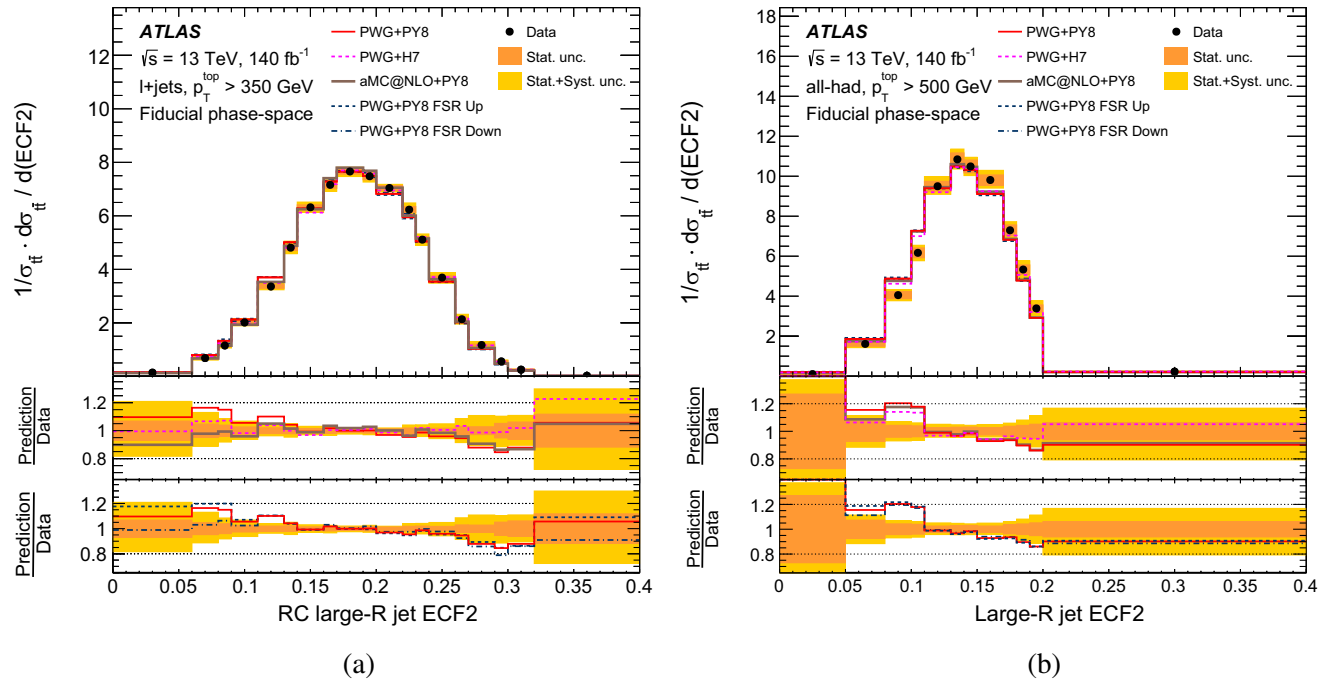 ATLAS
√s = 13 TeV, 140 fb⁻¹
l+jets, p_T^top > 350 GeV
Fiducial phase-space
PWG+PY8
PWG+H7
aMC@NLO+PY8
PWG+PY8 FSR Up
PWG+PY8 FSR Down
Data
Stat. unc.
Stat.+Syst. unc.
1/σ_tt̄ · dσ_tt̄ / d(ECF2)
12
10
8
6
4
2
Prediction
Data
1.2
1
0.8
Prediction
Data
1.2
1
0.8
0 0.05 0.1 0.15 0.2 0.25 0.3 0.35 0.4
RC large-R jet ECF2
(a)
ATLAS
√s = 13 TeV, 140 fb⁻¹
all-had, p_T^top > 500 GeV
Fiducial phase-space
PWG+PY8
PWG+H7
aMC@NLO+PY8
PWG+PY8 FSR Up
PWG+PY8 FSR Down
Data
Stat. unc.
Stat.+Syst. unc.
1/σ_tt̄ · dσ_tt̄ / d(ECF2)
18
16
14
12
10
8
6
4
2
Prediction
Data
1.2
1
0.8
Prediction
Data
1.2
1
0.8
0 0.05 0.1 0.15 0.2 0.25 0.3 0.35 0.4
Large-R jet ECF2
(b)